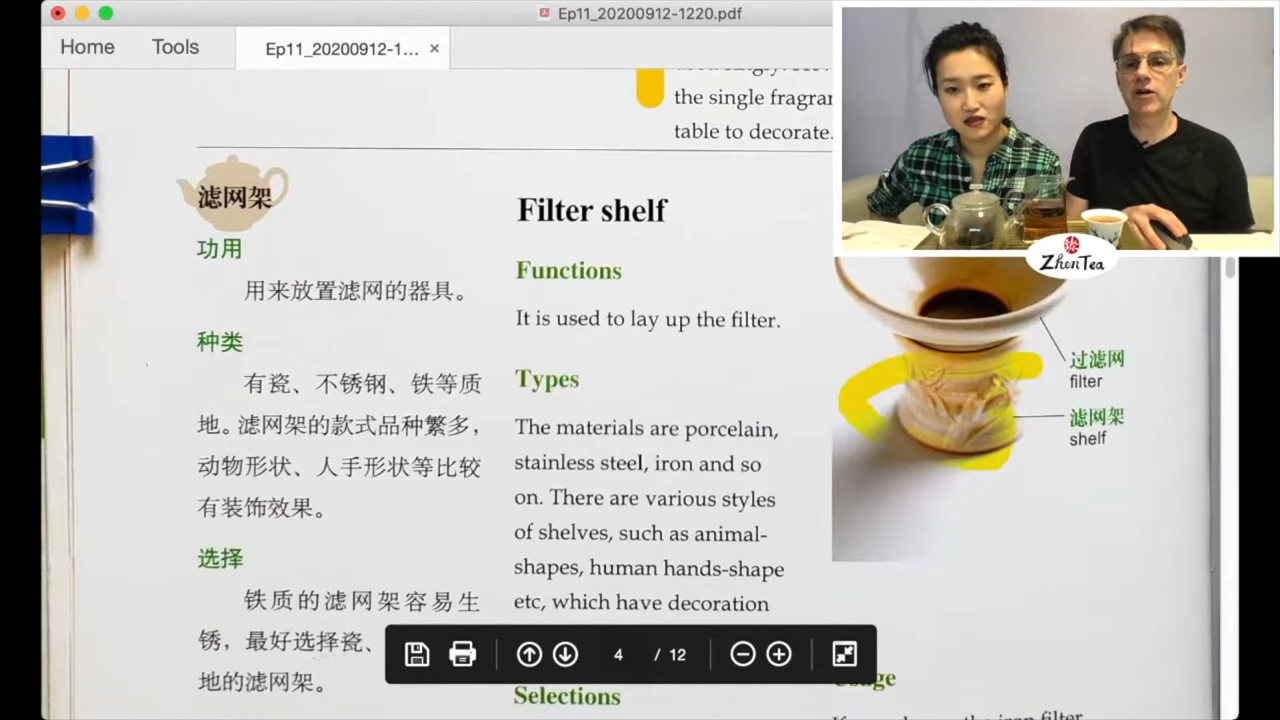 Ep11_20200912-1220.pdf
Home
Tools
Ep11_20200912-1...
the single fragran
table to decorate.
滤网架
功用
用来放置滤网的器具。
种类
有瓷、不锈钢、铁等质
地。滤网架的款式品种繁多，
动物形状、人手形状等比较
有装饰效果。
选择
铁质的滤网架容易生
锈，最好选择瓷、
地的滤网架。
Filter shelf
Functions
It is used to lay up the filter.
Types
The materials are porcelain,
stainless steel, iron and so
on. There are various styles
of shelves, such as animal-
shapes, human hands-shape
etc, which have decoration
Selections
Zhen Tea
过滤网
filter
滤网架
shelf
Usage
4 / 12